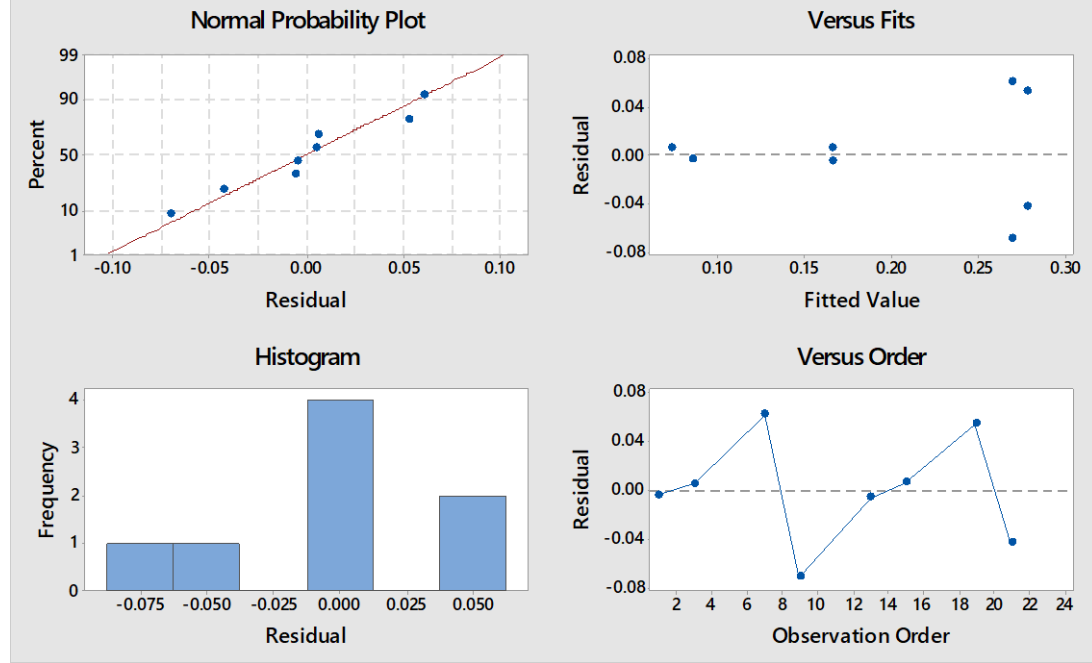 Normal Probability Plot
99
90
50
10
1
Percent
-0.10 -0.05 0.00 0.05 0.10
Residual
Versus Fits
0.08
0.04
0.00
-0.04
-0.08
Residual
0.10 0.15 0.20 0.25 0.30
Fitted Value
Histogram
4
3
2
1
0
Frequency
-0.075 -0.050 -0.025 0.000 0.025 0.050
Residual
Versus Order
0.08
0.04
0.00
-0.04
-0.08
Residual
2 4 6 8 10 12 14 16 18 20 22 24
Observation Order